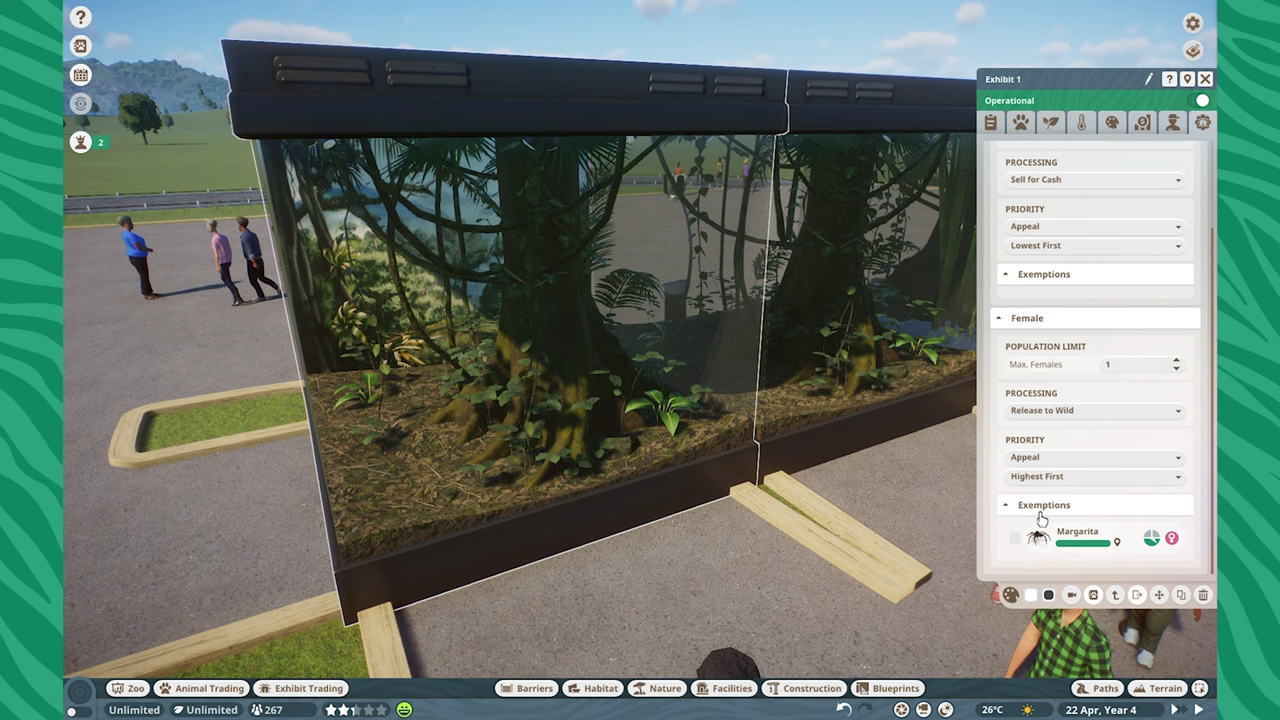 ?
2
Exhibit 1
?
Operational
PROCESSING
Sell for Cash
PRIORITY
Appeal
Lowest First
Exemptions
Female
POPULATION LIMIT
Max. Females 1
PROCESSING
Release to Wild
PRIORITY
Appeal
Highest First
Exemptions
Margarita
Zoo Animal Trading Exhibit Trading Barriers Habitat Nature Facilities Construction Blueprints Paths Terrain
Unlimited Unlimited 267 26°C 22 Apr, Year 4